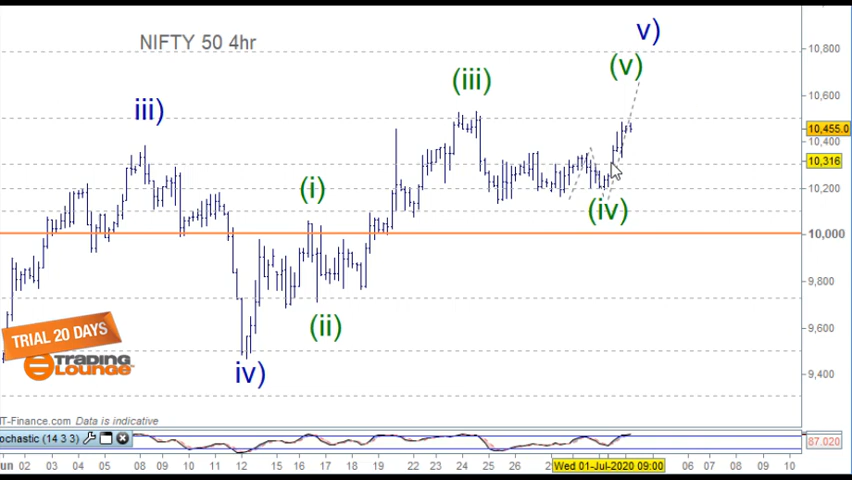 v)
NIFTY 50 4hr
10,800
(v)
(iii)
10,600
iii)
10,455.0
10,400
10,316
(i)
10,200
(iv)
10,000
9,800
(ii)
9,600
TRIAL 20 DAYS
Trading
LOUNGE
iv)
9,400
IT-Finance.com Data is indicative
ochastic (14 3 3)
87.020
un 02 03 04 05 08 09 10 11 12 15 16 17 18 19 22 23 24 25 26 2 Wed 01-Jul-2020 09:00 06 07 08 09 10